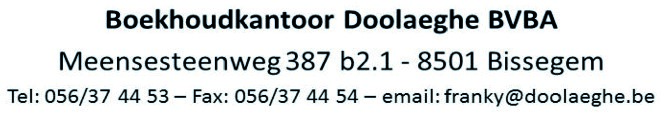 Boekhoudkantoor Doolaeghe BVBA
Meensesteenweg 387 b2.1 - 8501 Bissegem
Tel: 056/37 44 53 – Fax: 056/37 44 54 – email: franky@doolaeghe.be